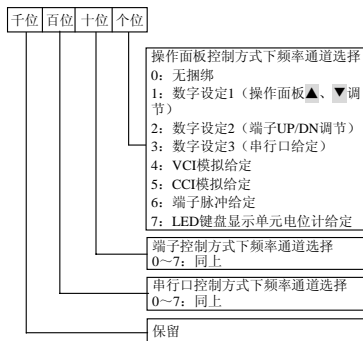 千位 百位 十位 个位
操作面板控制方式下频率通道选择
0：无捆绑
1：数字设定1（操作面板▲、▼调
节）
2：数字设定2（端子UP/DN调节）
3：数字设定3（串行口给定）
4：VCI模拟给定
5：CCI模拟给定
6：端子脉冲给定
7：LED键盘显示单元电位计给定
端子控制方式下频率通道选择
0～7：同上
串行口控制方式下频率通道选择
0～7：同上
保留